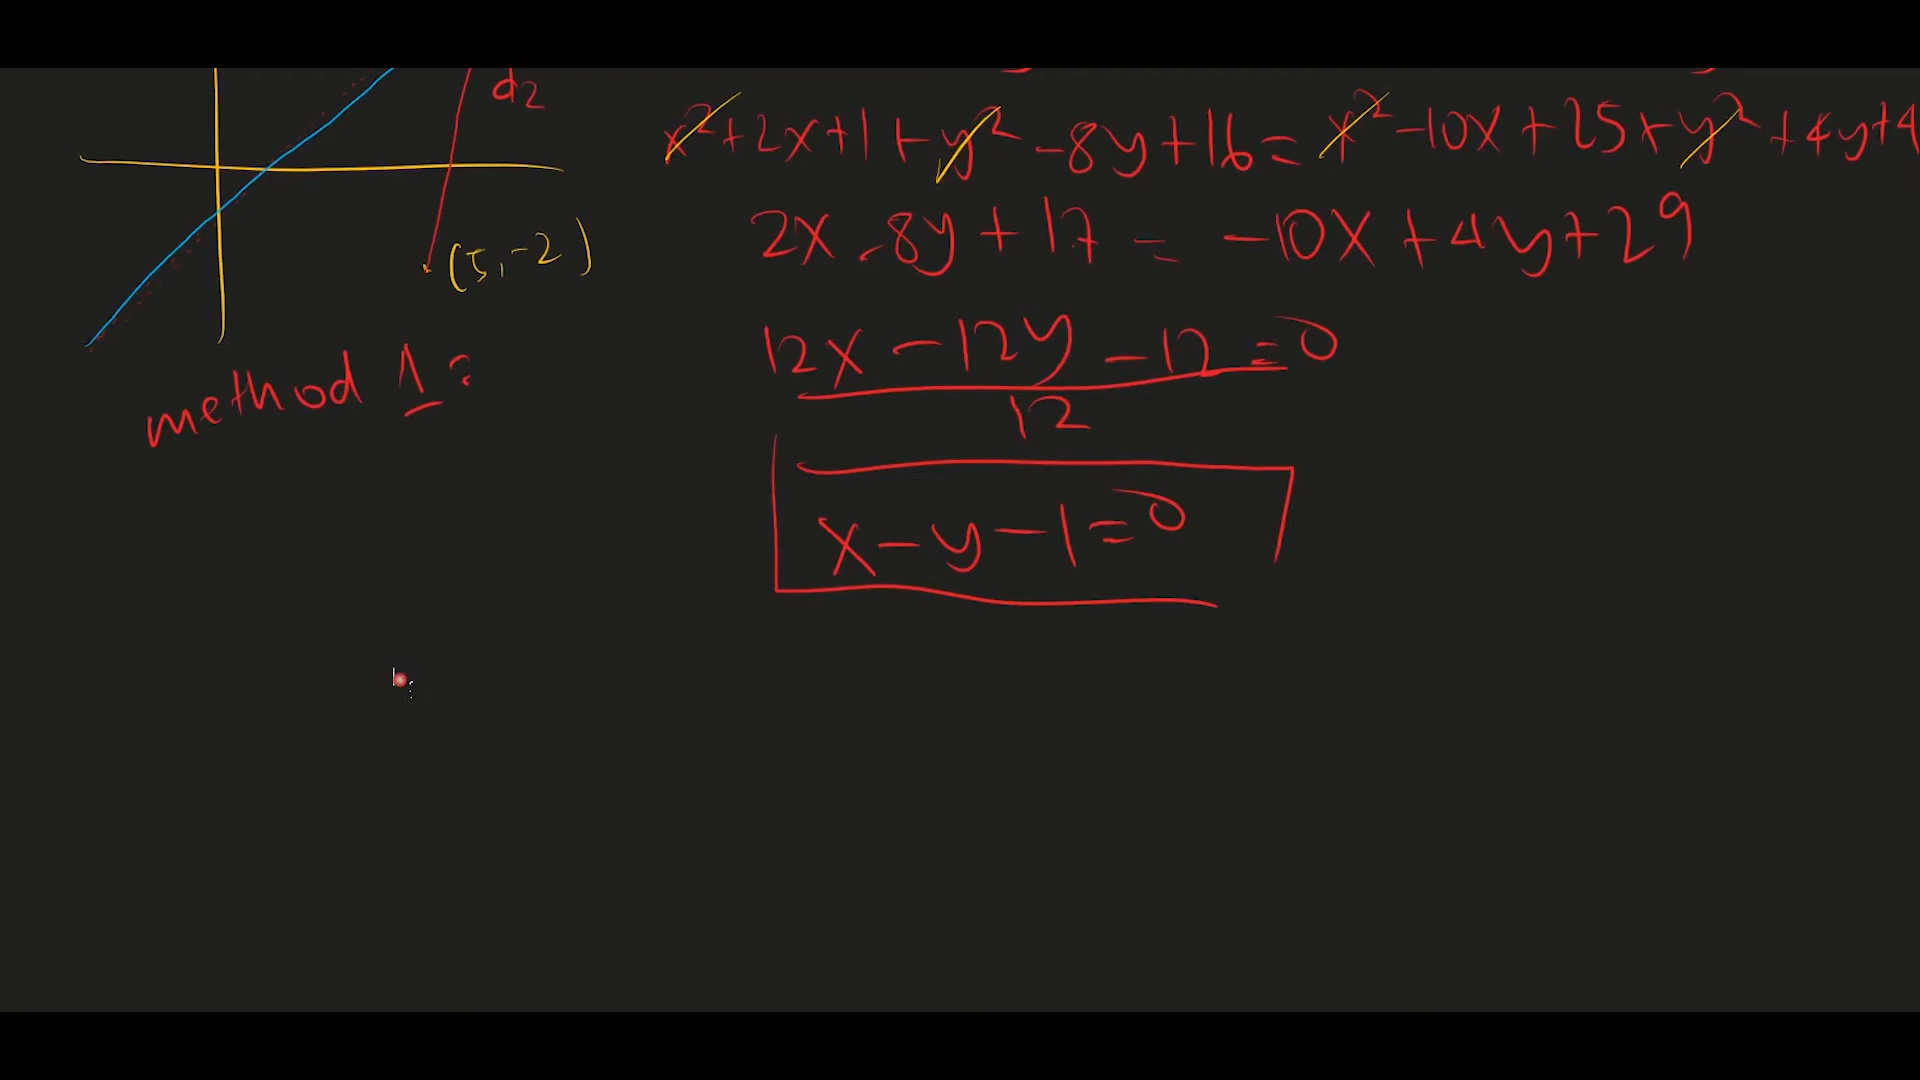 d2
x²+2x+1+y²-8y+16=x²-10x+25+y²+4y+4
2x-8y+17=-10x+4y+29
(5,-2)
12x-12y-12=0
12
method 1:
x-y-1=0